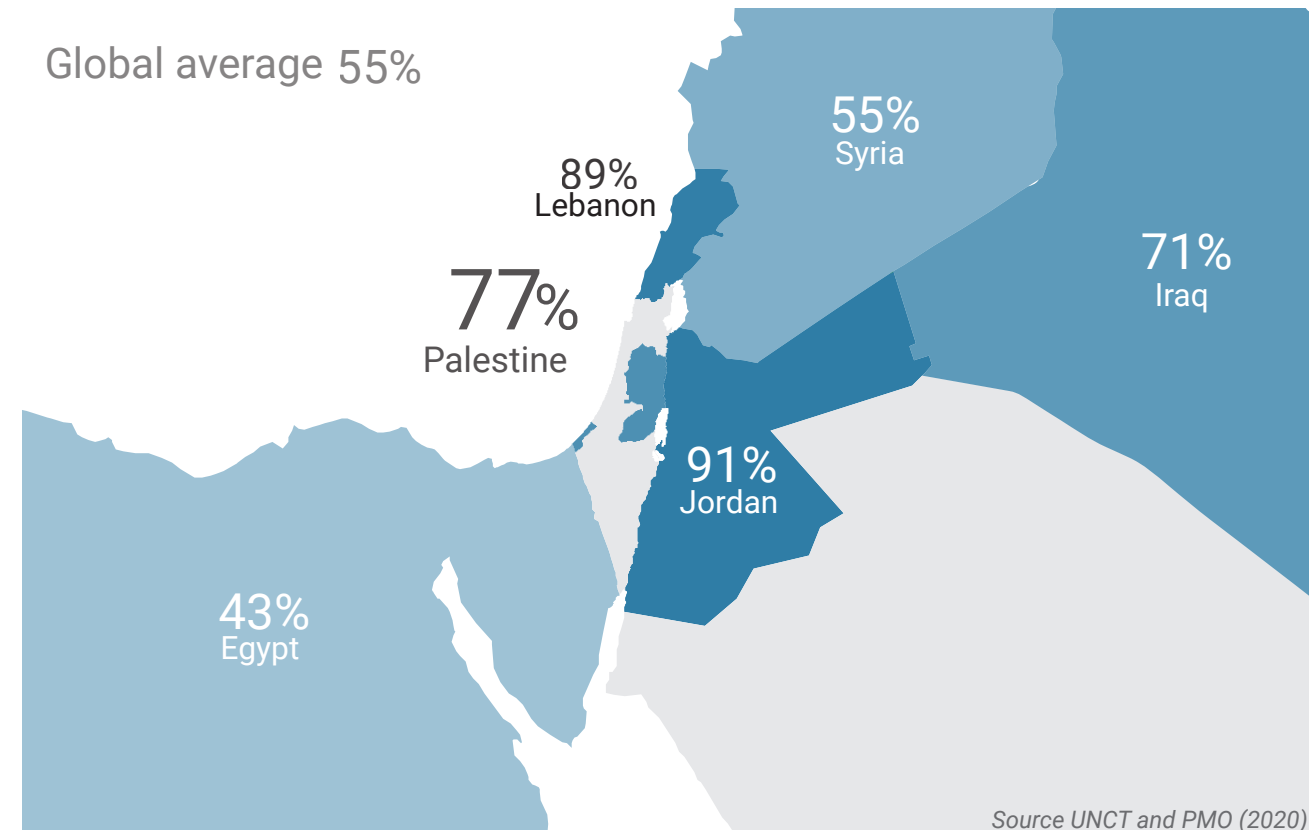 Global average 55%
55%
Syria
89%
Lebanon
71%
Iraq
77%
Palestine
91%
Jordan
43%
Egypt
Source UNCT and PMO (2020)